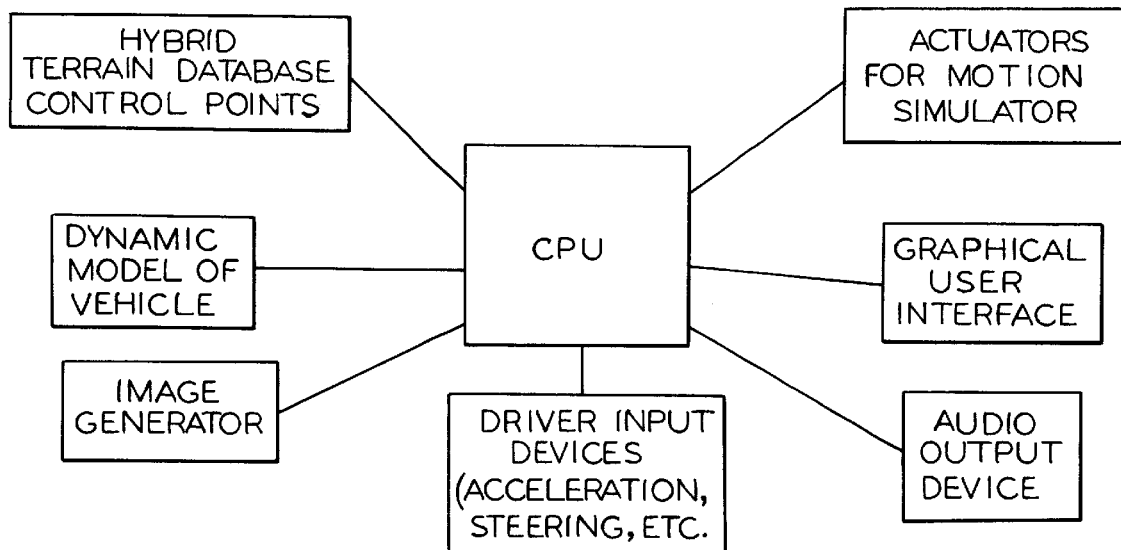 HYBRID
TERRAIN DATABASE
CONTROL POINTS
ACTUATORS
FOR MOTION
SIMULATOR
CPU
DYNAMIC
MODEL OF
VEHICLE
GRAPHICAL
USER
INTERFACE
IMAGE
GENERATOR
DRIVER INPUT
DEVICES
(ACCELERATION,
STEERING, ETC.
AUDIO
OUTPUT
DEVICE